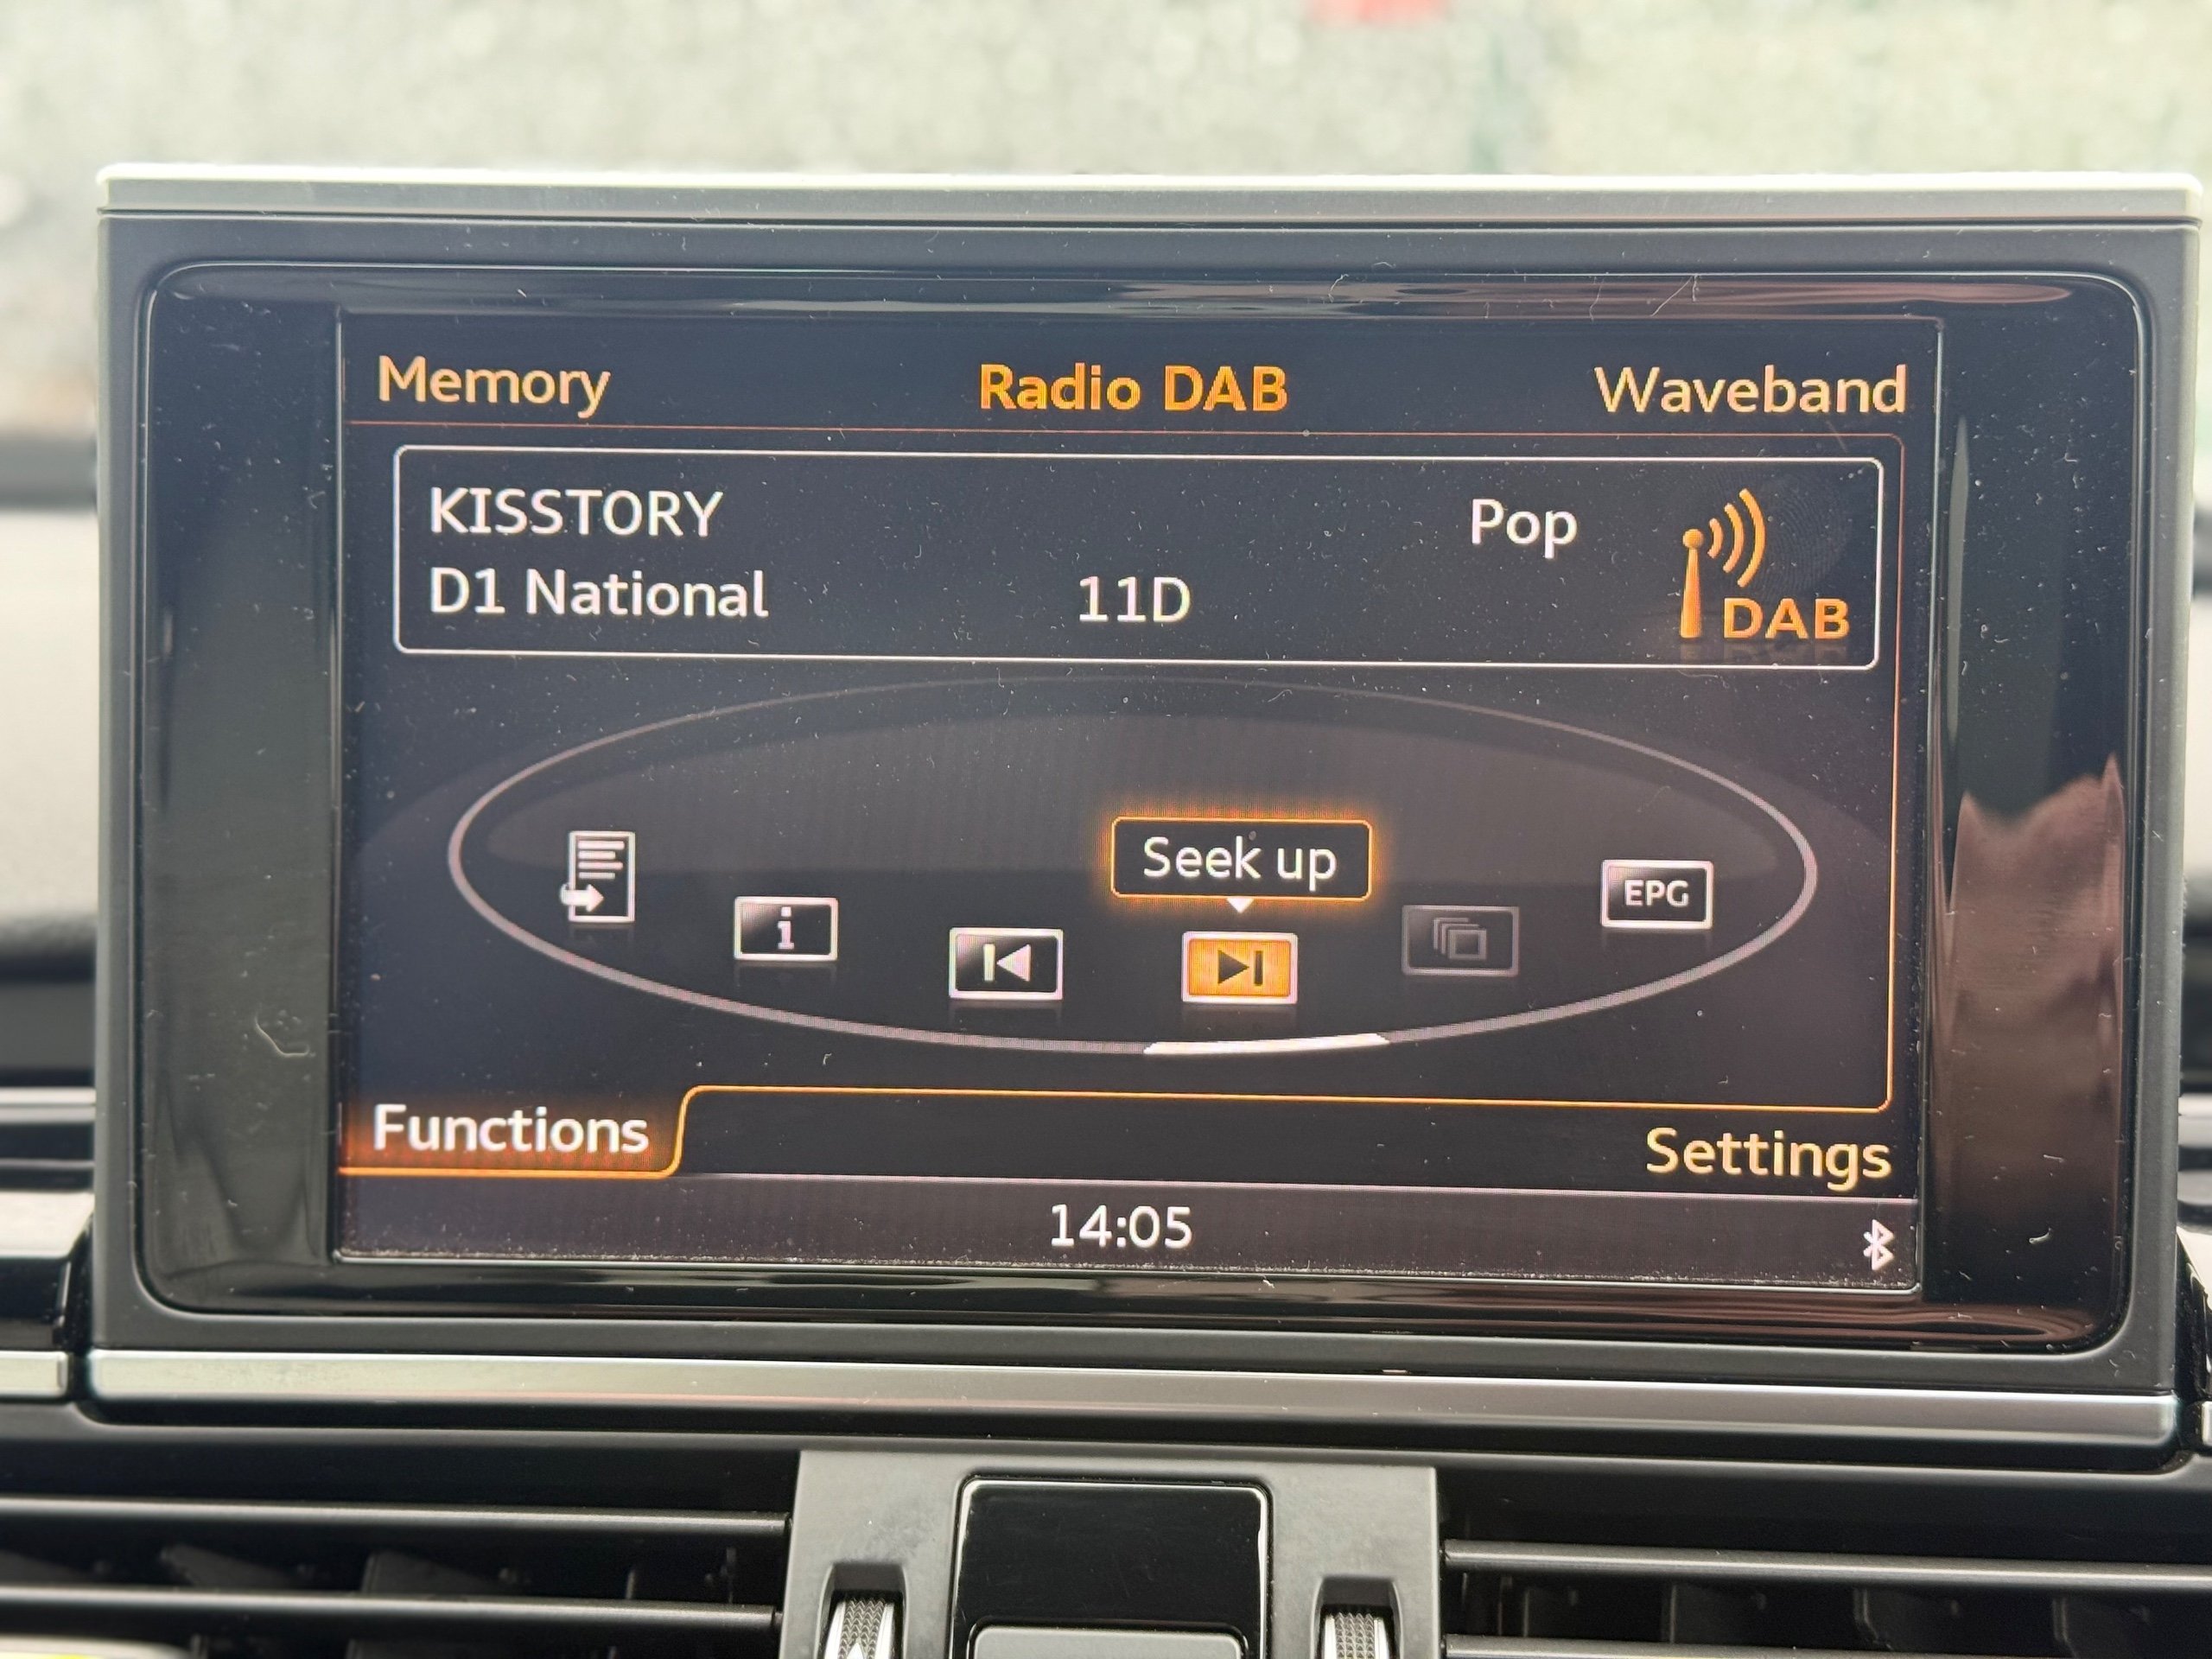 Memory Radio DAB Waveband
KISSTORY Pop
D1 National 11D DAB
Seek up
i EPG
Functions Settings
14:05